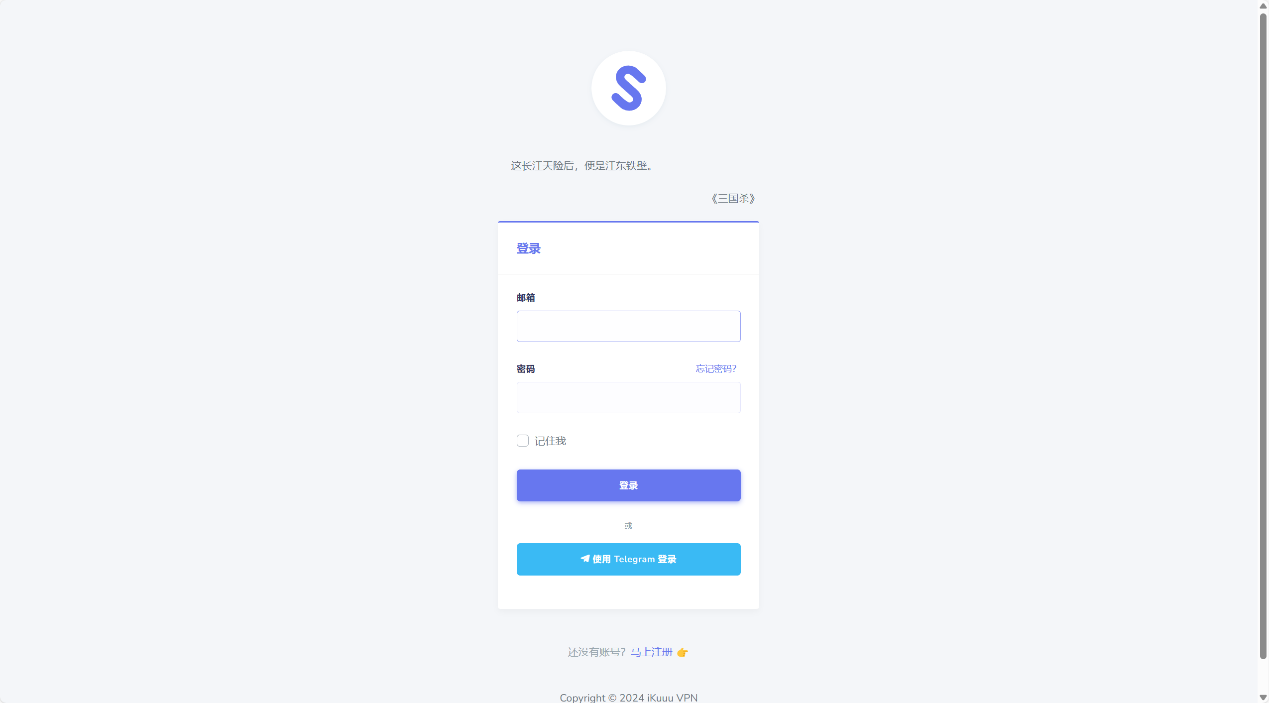 这长江天险后，便是江东铁壁。
《三国杀》
登录
邮箱
密码 忘记密码?
记住我
登录
或
使用 Telegram 登录
还没有账号? 马上注册 👉
Copyright © 2024 iKuuu VPN